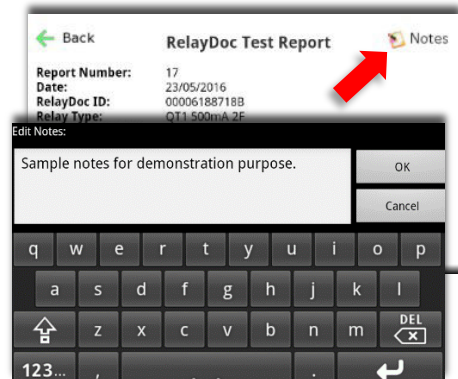 Back
RelayDoc Test Report
Notes
Report Number: 17
Date: 23/05/2016
RelayDoc ID: 00006188718B
Relay Type: QT1 500mA 2F
Edit Notes:
Sample notes for demonstration purpose.
OK
Cancel
q w e r t y u i o p
a s d f g h j k l
z x c v b n m DEL
123... , .